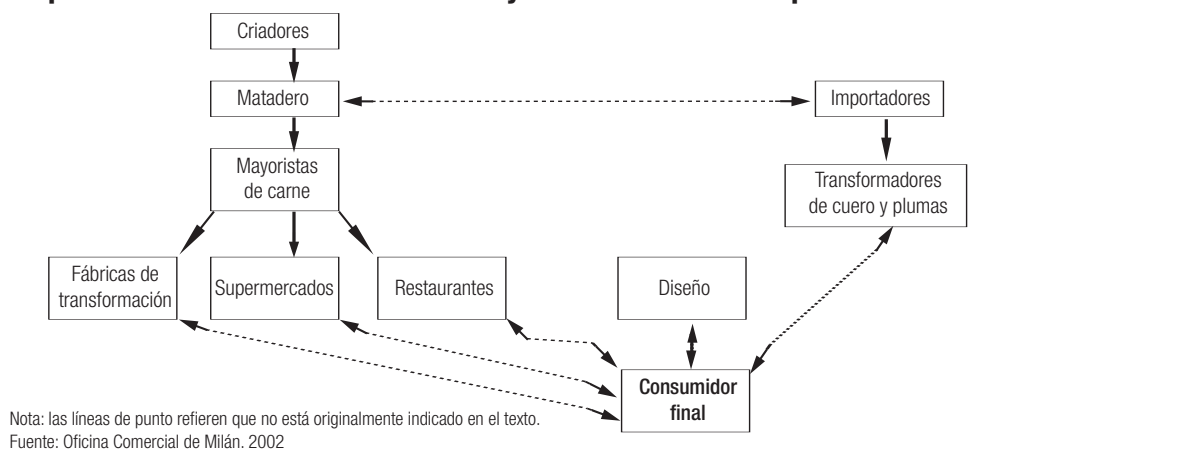 Criadores
Matadero
Importadores
Mayoristas
de carne
Transformadores
de cuero y plumas
Fábricas de
transformación
Supermercados
Restaurantes
Diseño
Consumidor
final
Nota: las líneas de punto refieren que no está originalmente indicado en el texto.
Fuente: Oficina Comercial de Milán. 2002